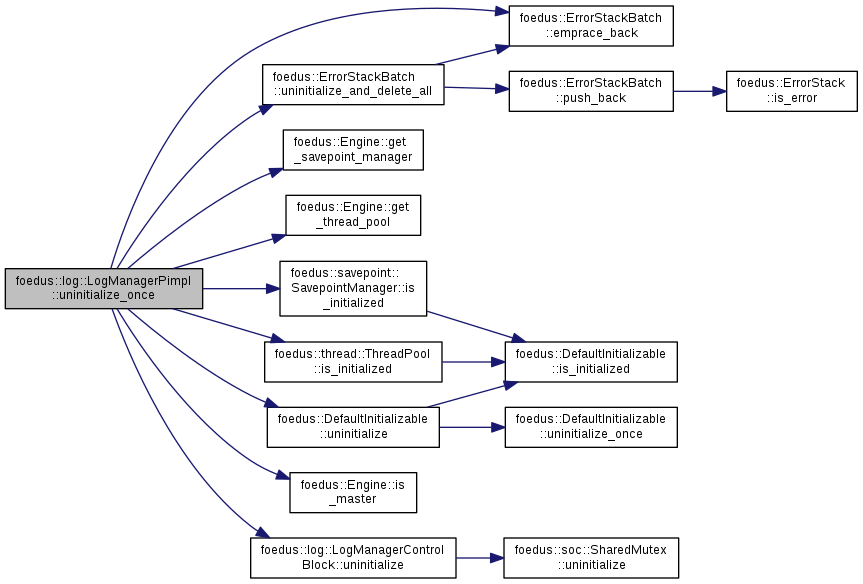 foedus::ErrorStackBatch
::emprace_back
foedus::ErrorStackBatch
::uninitialize_and_delete_all
foedus::ErrorStackBatch
::push_back
foedus::ErrorStack
::is_error
foedus::Engine::get
_savepoint_manager
foedus::Engine::get
_thread_pool
foedus::log::LogManagerPimpl
::uninitialize_once
foedus::savepoint::
SavepointManager::is
_initialized
foedus::thread::ThreadPool
::is_initialized
foedus::DefaultInitializable
::is_initialized
foedus::DefaultInitializable
::uninitialize
foedus::DefaultInitializable
::uninitialize_once
foedus::Engine::is
_master
foedus::log::LogManagerControl
Block::uninitialize
foedus::soc::SharedMutex
::uninitialize